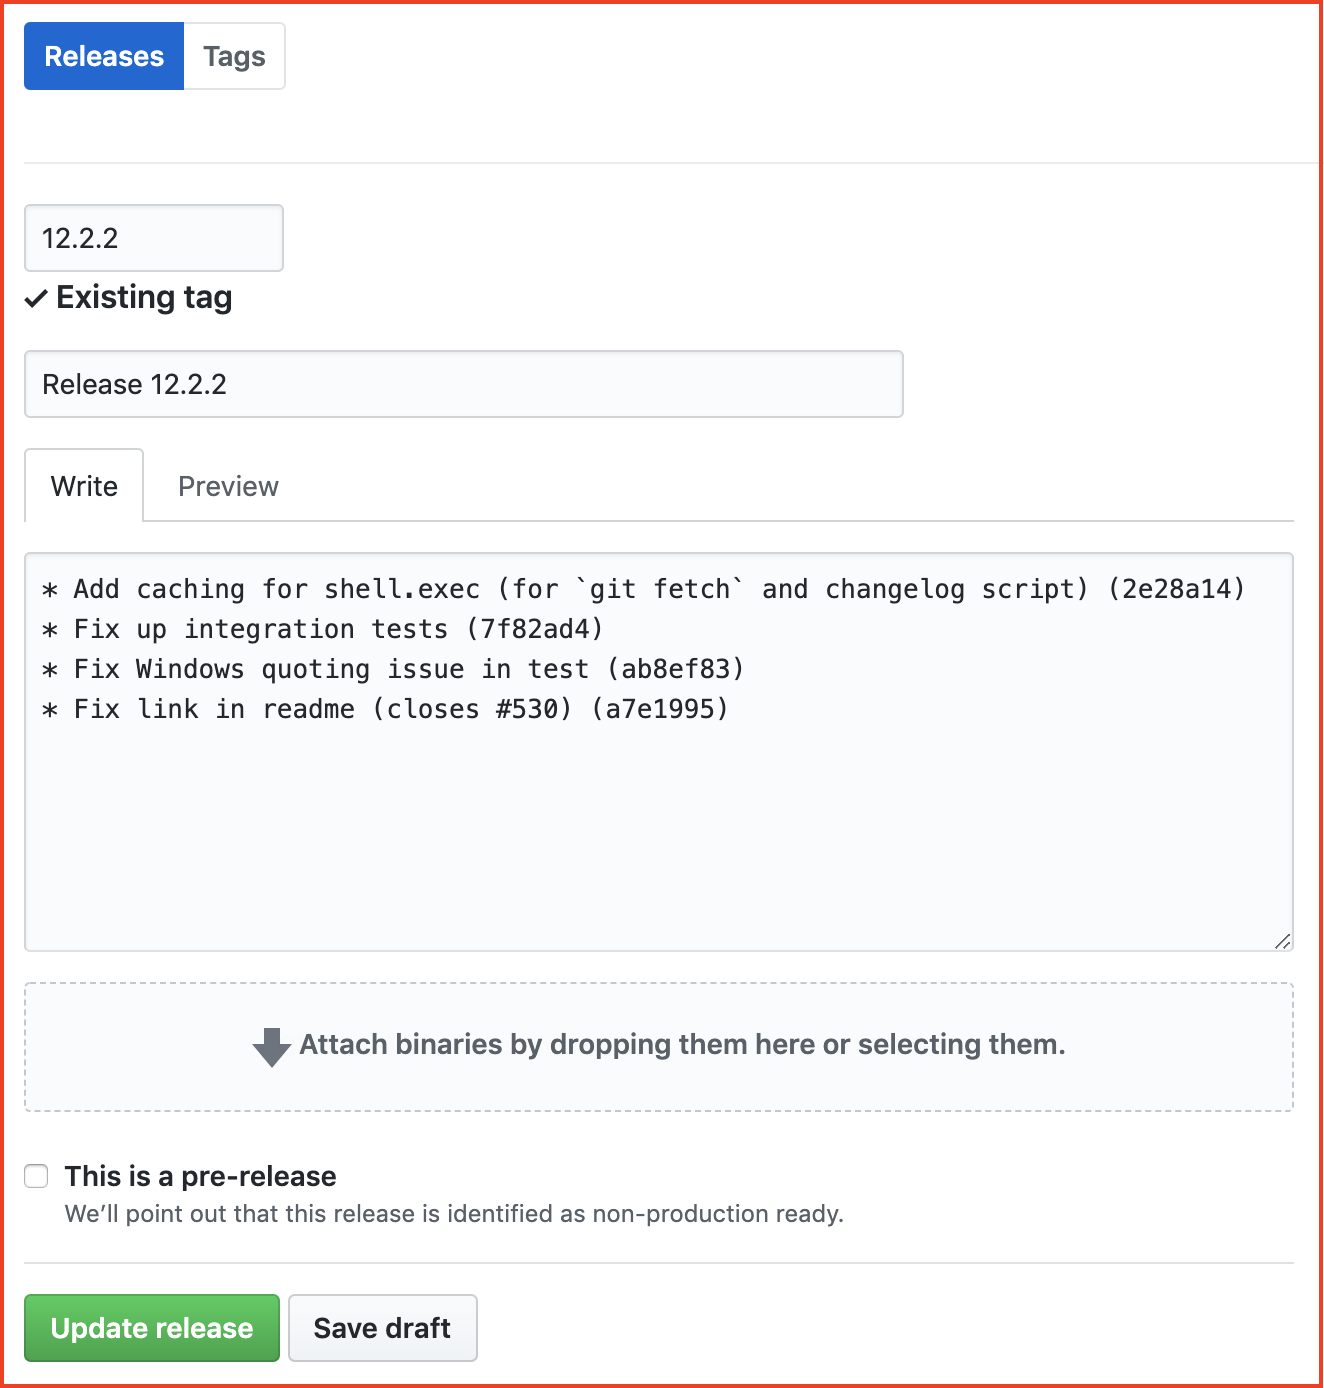 Releases Tags
12.2.2
Existing tag
Release 12.2.2
Write Preview
* Add caching for shell.exec (for `git fetch` and changelog script) (2e28a14)
* Fix up integration tests (7f82ad4)
* Fix Windows quoting issue in test (ab8ef83)
* Fix link in readme (closes #530) (a7e1995)
Attach binaries by dropping them here or selecting them.
This is a pre-release
We’ll point out that this release is identified as non-production ready.
Update release Save draft